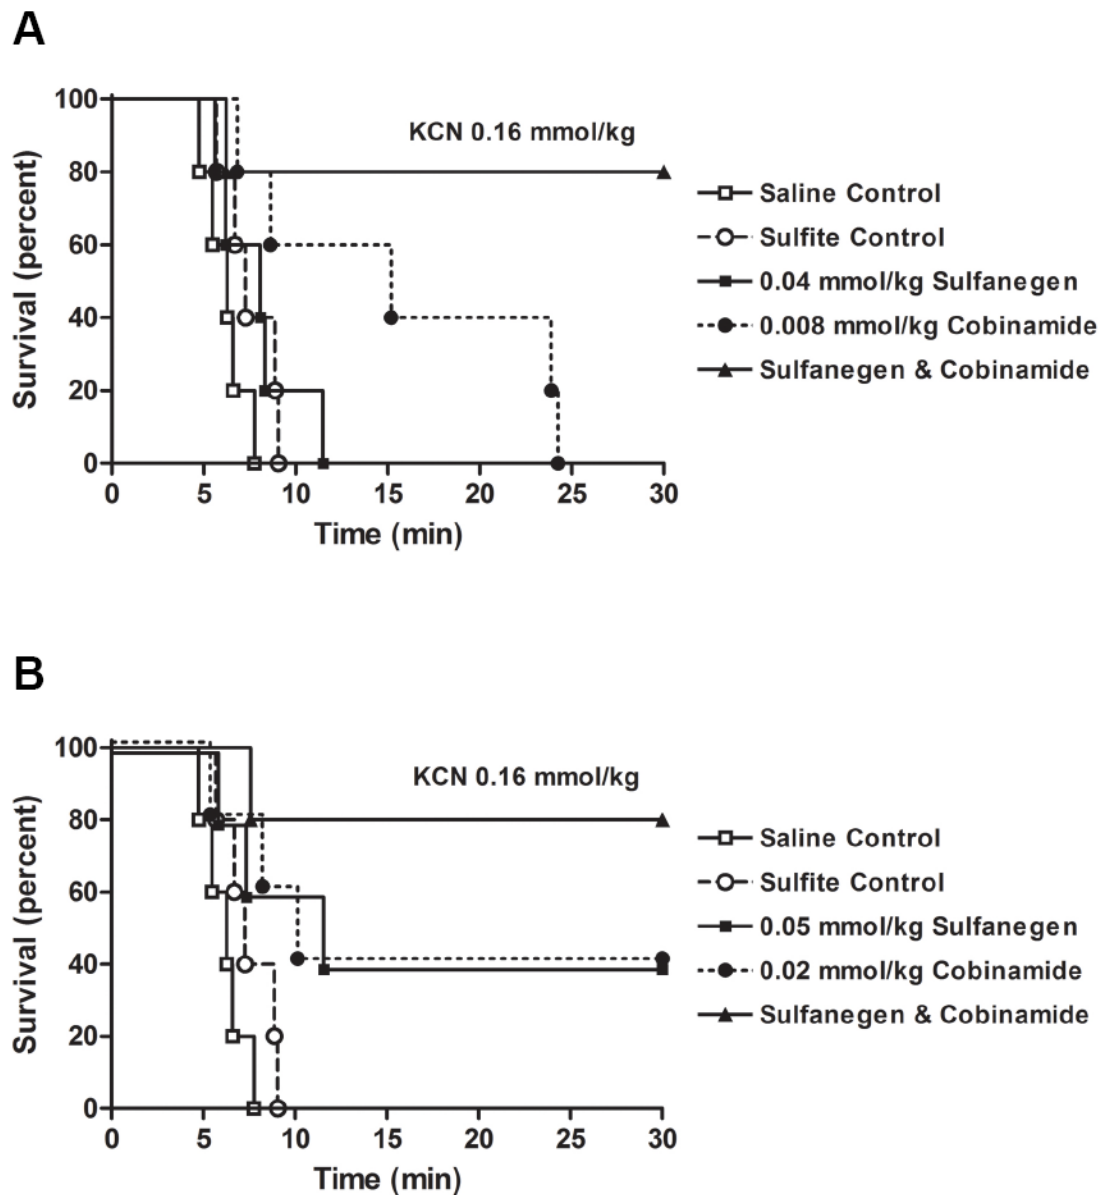 A
100
80
60
40
20
0
Survival (percent)
KCN 0.16 mmol/kg
0 5 10 15 20 25 30
Time (min)
Saline Control
Sulfite Control
0.04 mmol/kg Sulfanegen
0.008 mmol/kg Cobinamide
Sulfanegen & Cobinamide
B
100
80
60
40
20
0
Survival (percent)
KCN 0.16 mmol/kg
0 5 10 15 20 25 30
Time (min)
Saline Control
Sulfite Control
0.05 mmol/kg Sulfanegen
0.02 mmol/kg Cobinamide
Sulfanegen & Cobinamide